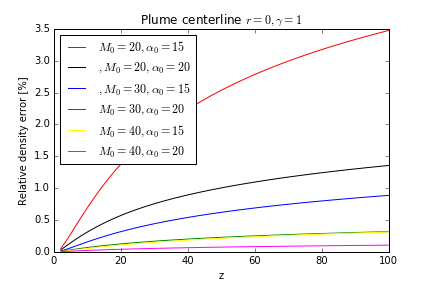 Plume centerline r = 0, γ = 1
M₀ = 20, α₀ = 15
, M₀ = 20, α₀ = 20
, M₀ = 30, α₀ = 15
M₀ = 30, α₀ = 20
M₀ = 40, α₀ = 15
M₀ = 40, α₀ = 20
Relative density error [%]
3.5
3.0
2.5
2.0
1.5
1.0
0.5
0.0
0 20 40 60 80 100
z